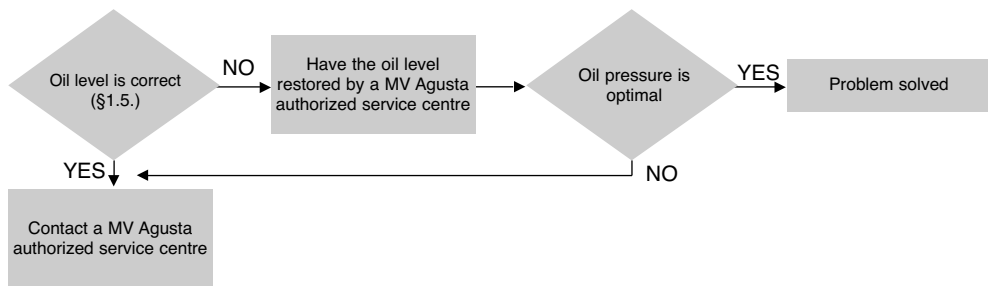 Oil level is correct
(§1.5.)
NO
Have the oil level
restored by a MV Agusta
authorized service centre
Oil pressure is
optimal
YES
Problem solved
YES
NO
Contact a MV Agusta
authorized service centre